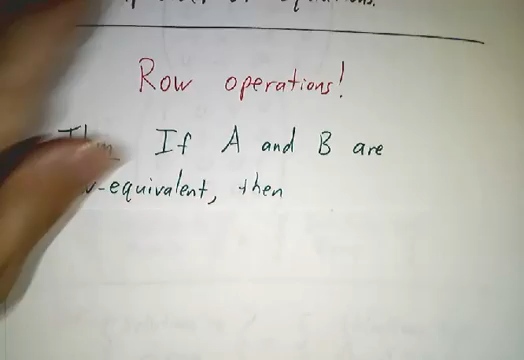 Row operations!
If A and B are
-equivalent, then